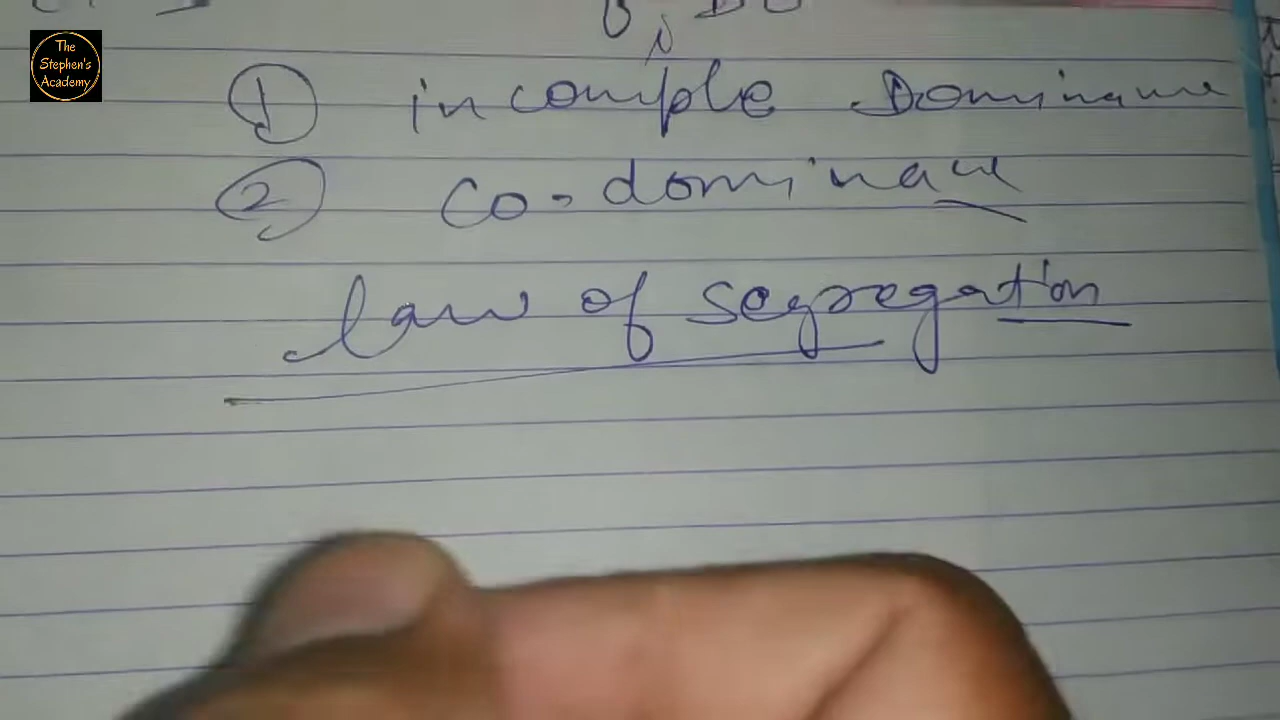 The
Stephen's
Academy
① incomple Dominance
② Co-dominance
law of segregation